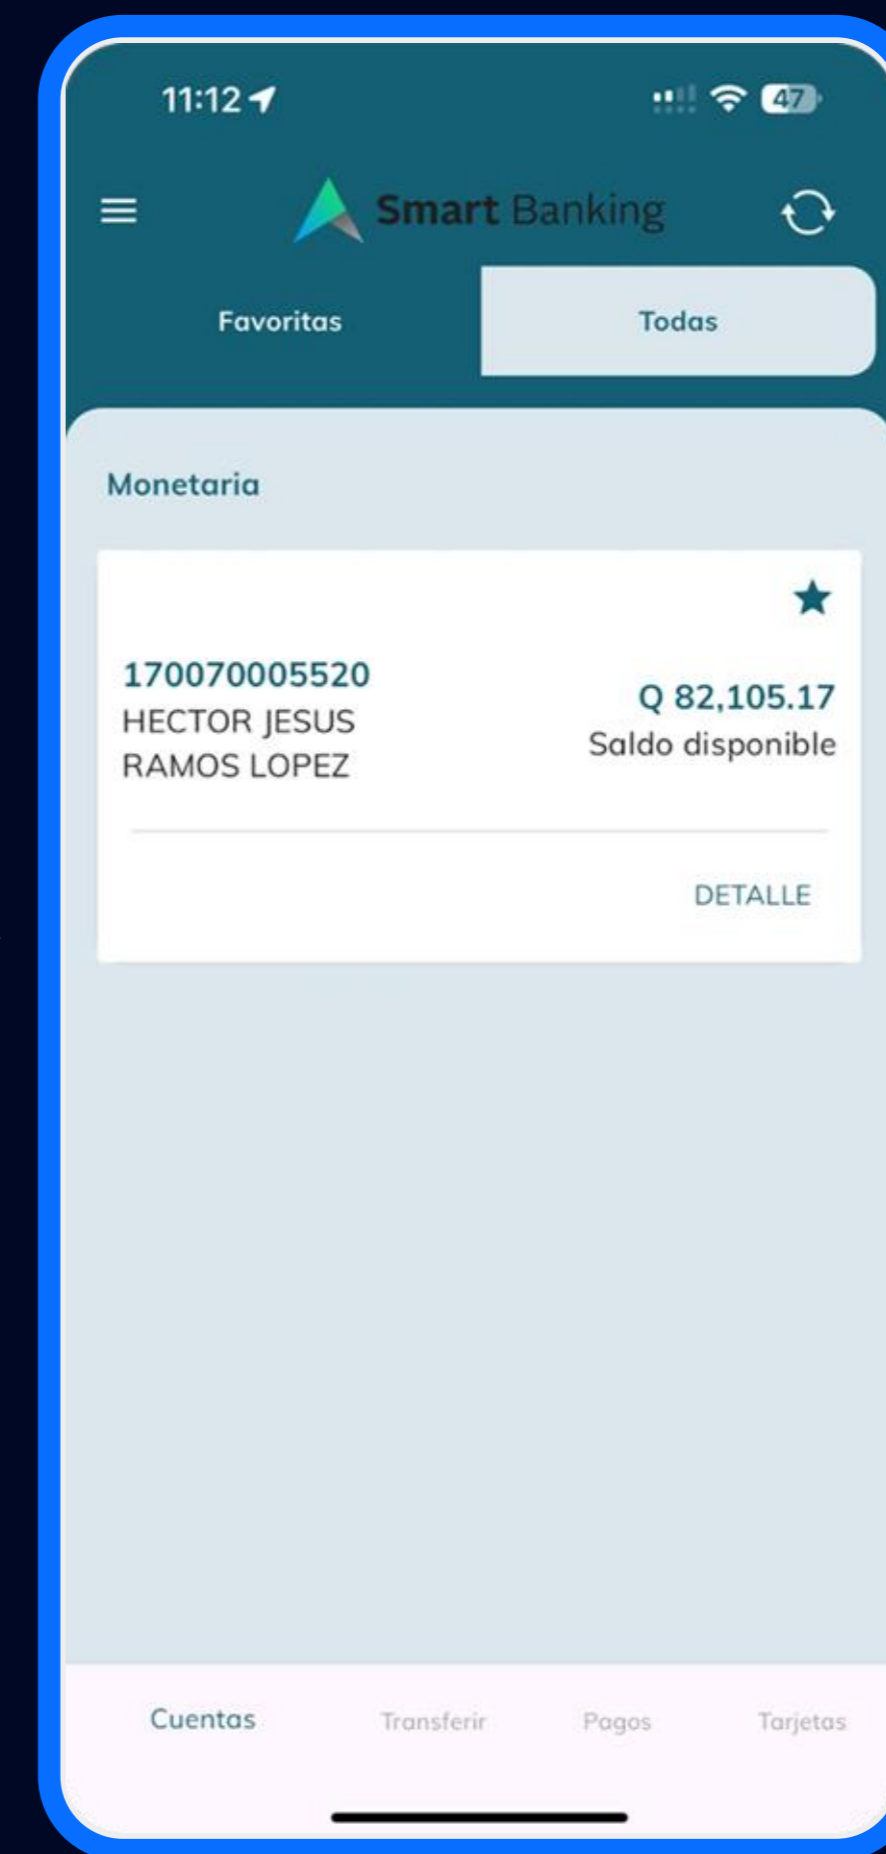 11:12
47
Smart Banking
Favoritas
Todas
Monetaria
170070005520
HECTOR JESUS
RAMOS LOPEZ
Q 82,105.17
Saldo disponible
DETALLE
Cuentas
Transferir
Pagos
Tarjetas